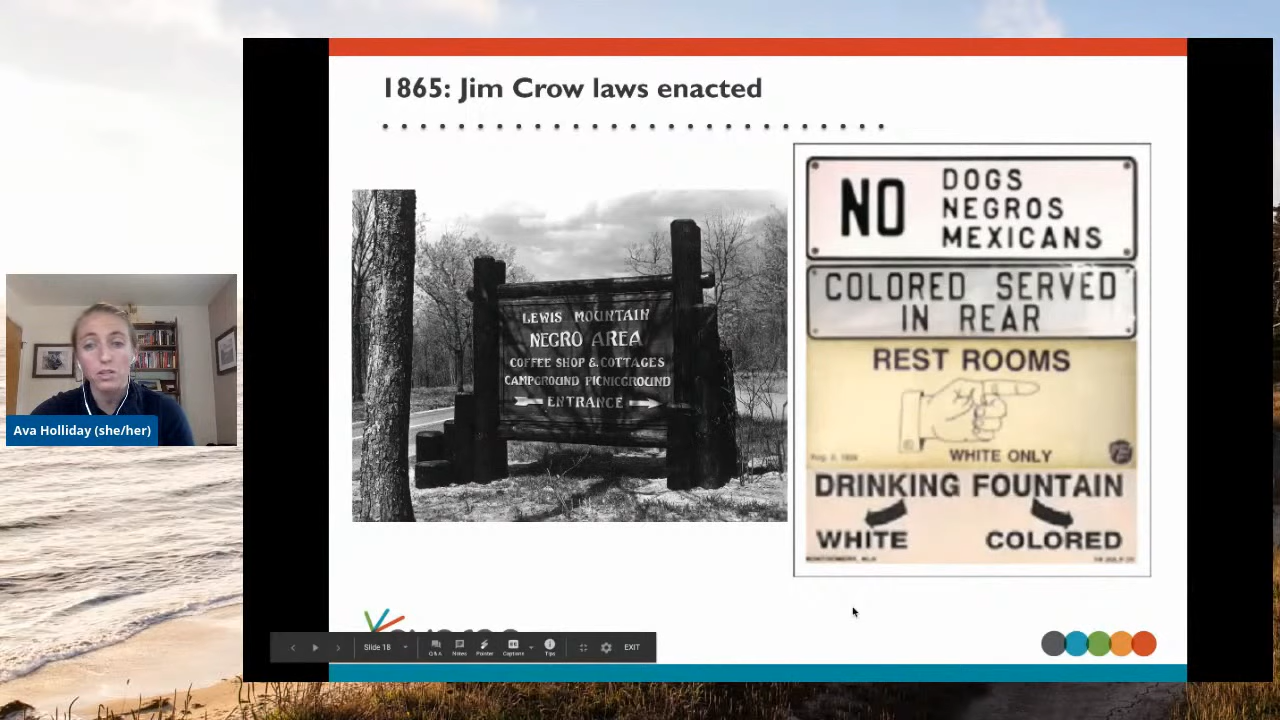 1865: Jim Crow laws enacted
LEWIS MOUNTAIN
NEGRO AREA
COFFEE SHOP & COTTAGES
CAMPGROUND PICNICGROUND
ENTRANCE
NO DOGS
NEGROS
MEXICANS
COLORED SERVED
IN REAR
REST ROOMS
WHITE ONLY
DRINKING FOUNTAIN
WHITE COLORED
Ava Holliday (she/her)
Slide 18 Q&A Notes Pointer Captions Tips EXIT